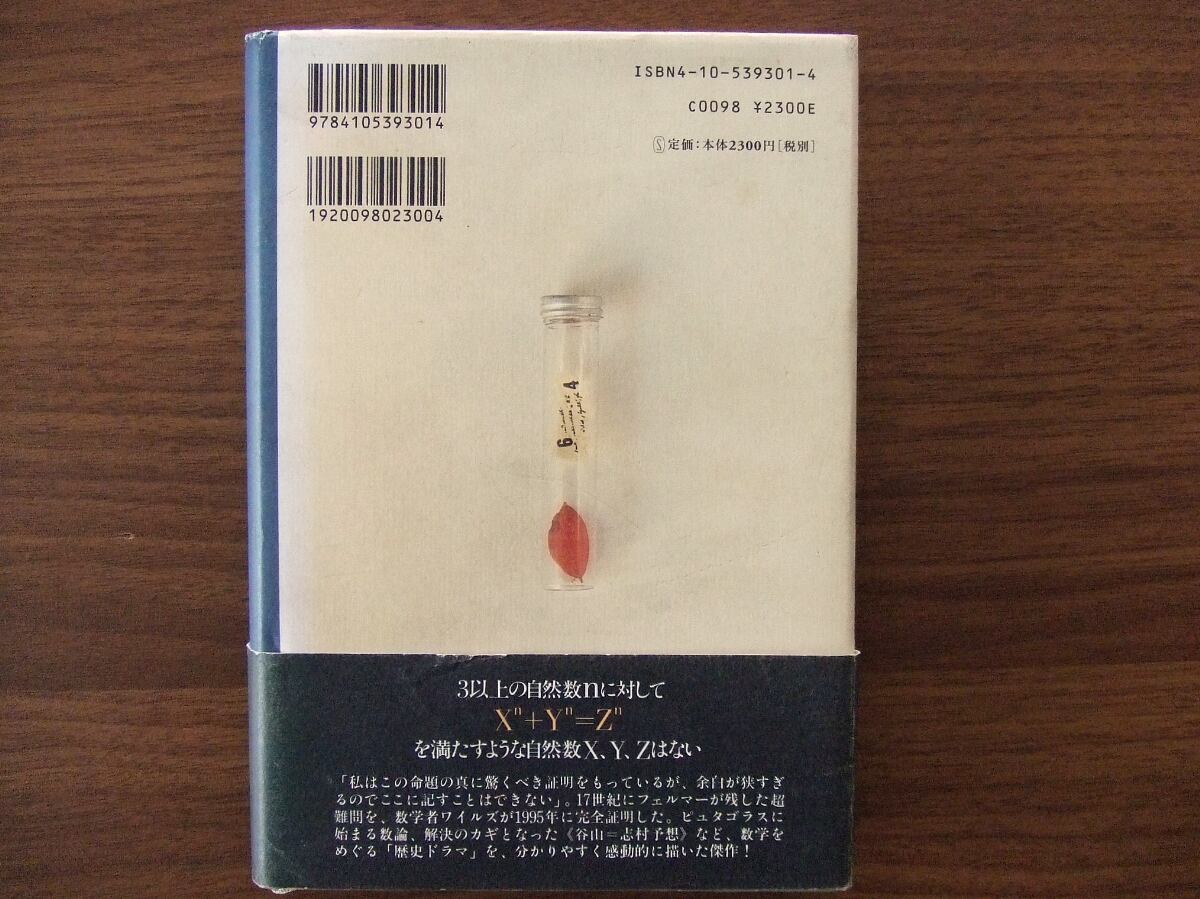 9784105393014
1920098023004
ISBN4-10-539301-4
C0098 ¥2300E
定価：本体2300円［税別］
6
4
3以上の自然数nに対して
Xⁿ+Yⁿ=Zⁿ
を満たすような自然数X、Y、Zはない
「私はこの命題の真に驚くべき証明をもっているが、余白が狭すぎ
るのでここに記すことはできない」。17世紀にフェルマーが残した超
難問を、数学者ワイルズが1995年に完全証明した。ピュタゴラスに
始まる数論、解決のカギとなった《谷山＝志村予想》など、数学を
めぐる「歴史ドラマ」を、分かりやすく感動的に描いた傑作！